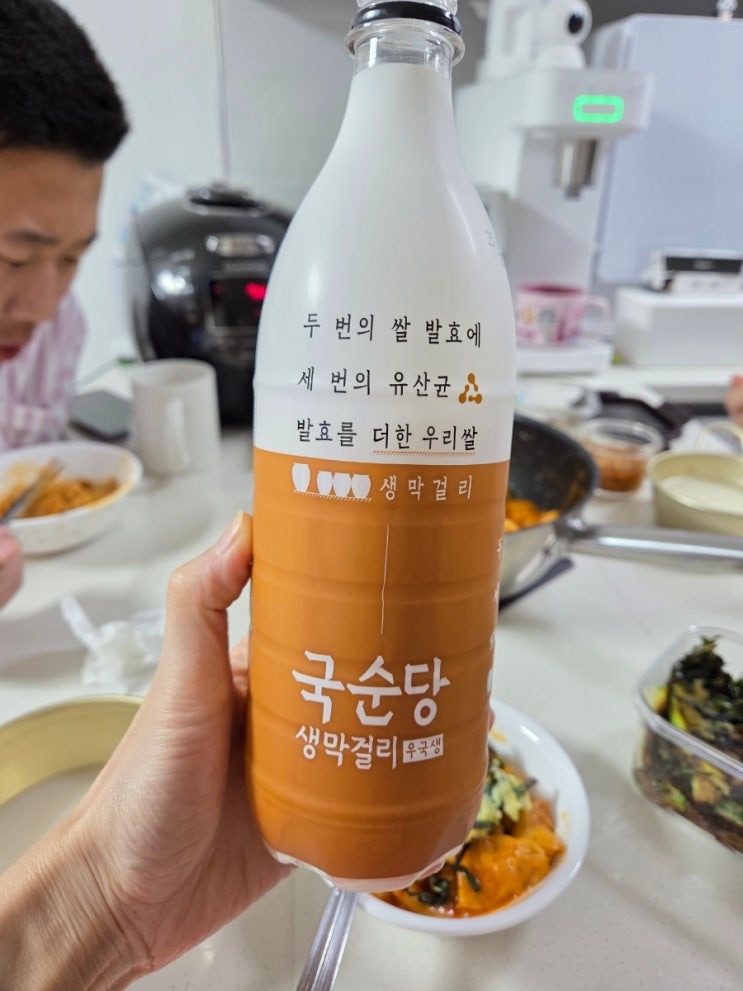 두 번의 쌀 발효에
세 번의 유산균
발효를 더한 우리쌀
생막걸리
국순당
생막걸리 우국생